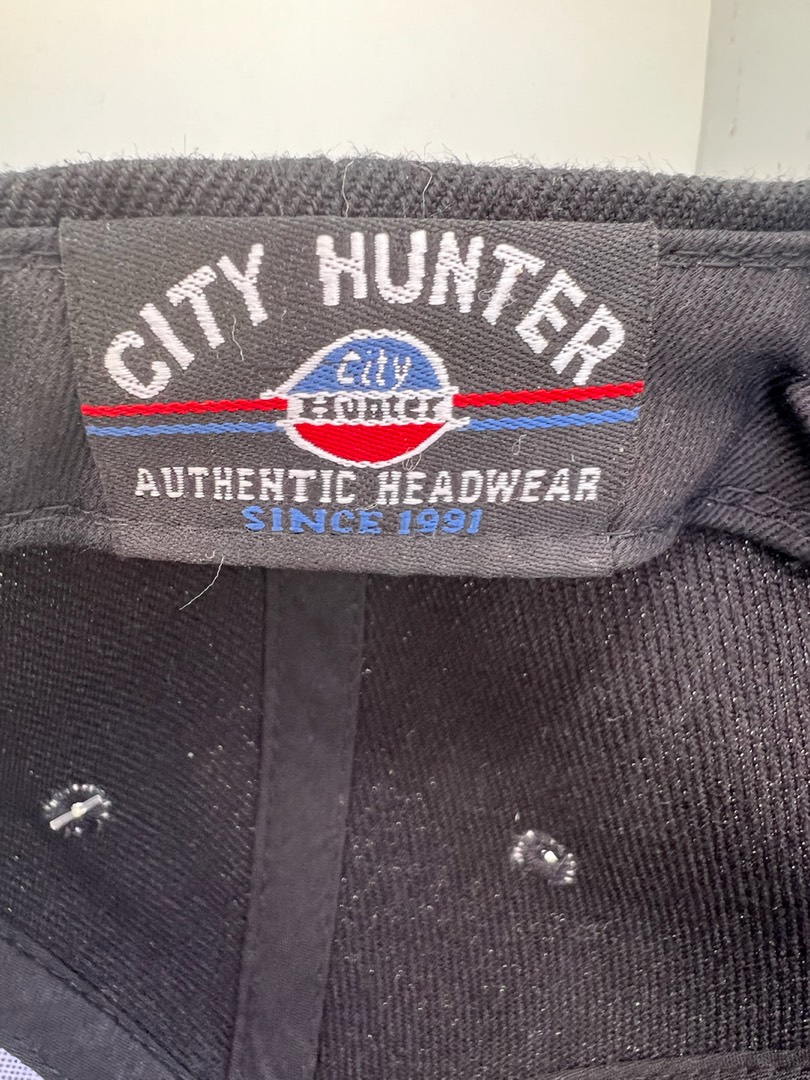 CITY HUNTER
City
Hunter
AUTHENTIC HEADWEAR
SINCE 1991